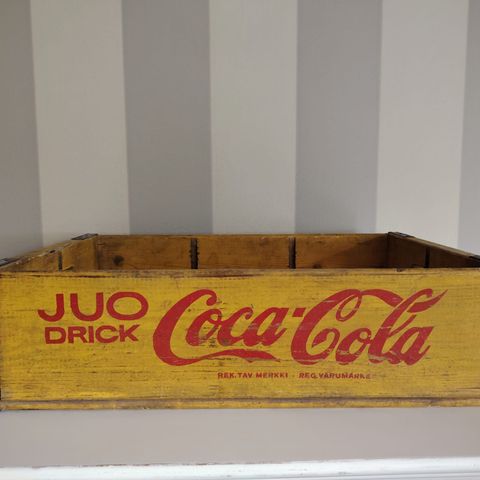 JUO
DRICK
Coca-Cola
REK.TAV.MERKKI - REG.VARUMÄRKE